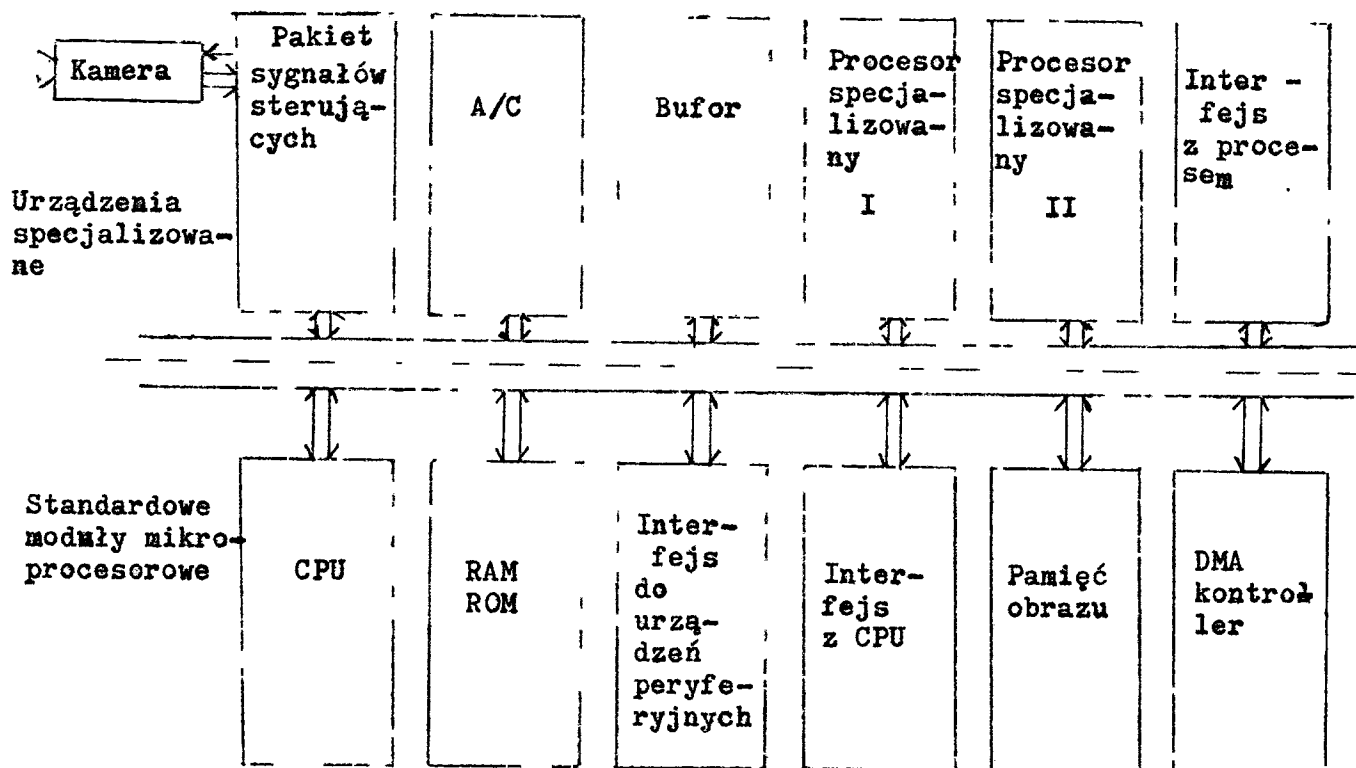 Kamera
Pakiet
sygnałów
sterują-
cych
A/C
Bufor
Procesor
specja-
lizowa-
ny
I
Procesor
specja-
lizowa-
ny
II
Inter -
fejs
z proce-
sem
Urządzenia
specjalizowa-
ne
Standardowe
moduły mikro-
procesorowe
CPU
RAM
ROM
Inter-
fejs
do
urzą-
dzeń
peryfe-
ryjnych
Inter-
fejs
z CPU
Pamięć
obrazu
DMA
kontrol-
ler